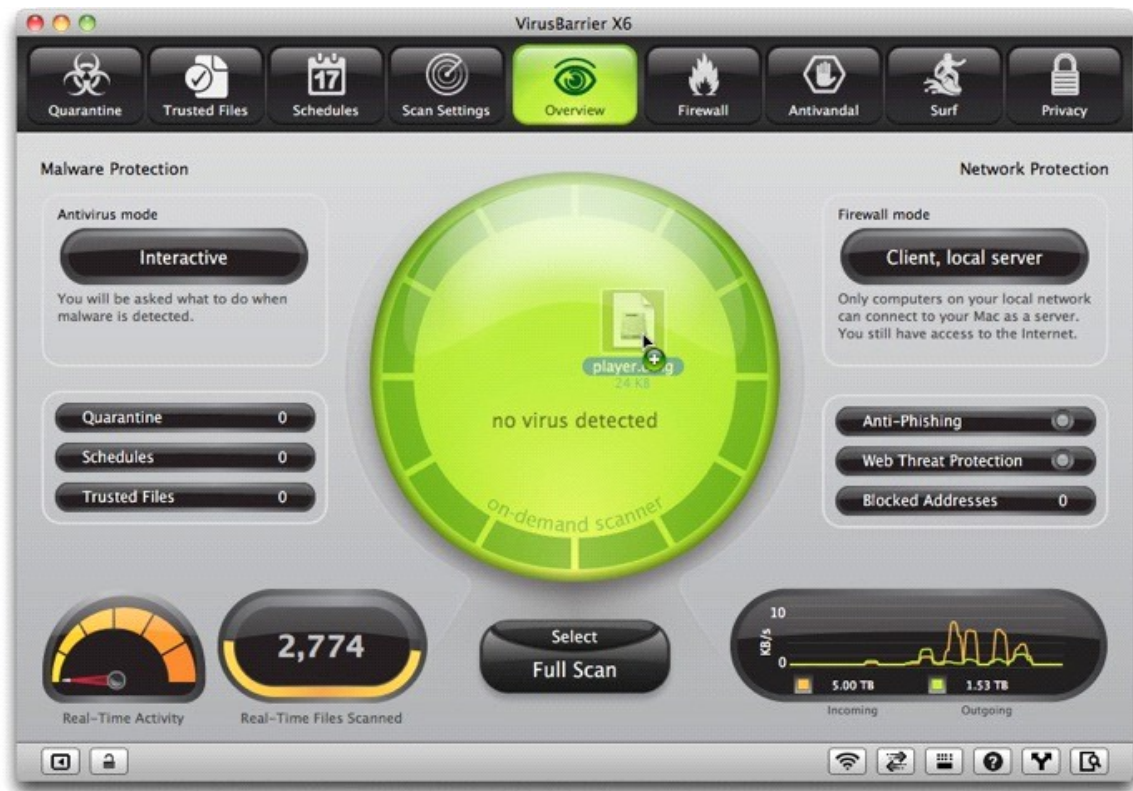 VirusBarrier X6
Quarantine
Trusted Files
Schedules
17
Scan Settings
Overview
Firewall
Antivandal
Surf
Privacy
Malware Protection
Network Protection
Antivirus mode
Interactive
You will be asked what to do when
malware is detected.
Firewall mode
Client, local server
Only computers on your local network
can connect to your Mac as a server.
You still have access to the Internet.
24 KB
no virus detected
on-demand scanner
Quarantine 0
Schedules 0
Trusted Files 0
Anti-Phishing
Web Threat Protection
Blocked Addresses 0
2,774
Real-Time Activity
Real-Time Files Scanned
Select
Full Scan
10
KB/s
0
5.00 TB
1.53 TB
Incoming
Outgoing